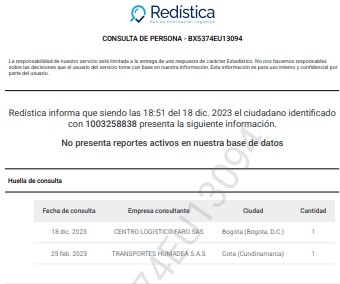 Redística
Red de información logística
CONSULTA DE PERSONA - BX5374EU13094
La responsabilidad de nuestro servicio está limitada a la entrega de una respuesta de carácter Estadístico. No nos hacemos responsables
sobre las decisiones que el usuario del servicio tome con base en nuestra información. Esta información es para uso interno y confidencial por
parte del usuario.
Redística informa que siendo las 18:51 del 18 dic. 2023 el ciudadano identificado
con 1003258838 presenta la siguiente información.
No presenta reportes activos en nuestra base de datos
Huella de consulta
Fecha de consulta Empresa consultante Ciudad Cantidad
18 dic. 2023 CENTRO LOGISTICO FARO SAS Bogota (Bogota, D.C.) 1
25 feb. 2023 TRANSPORTES HUMADEA S.A.S Cota (Cundinamarca) 1
74EU13094